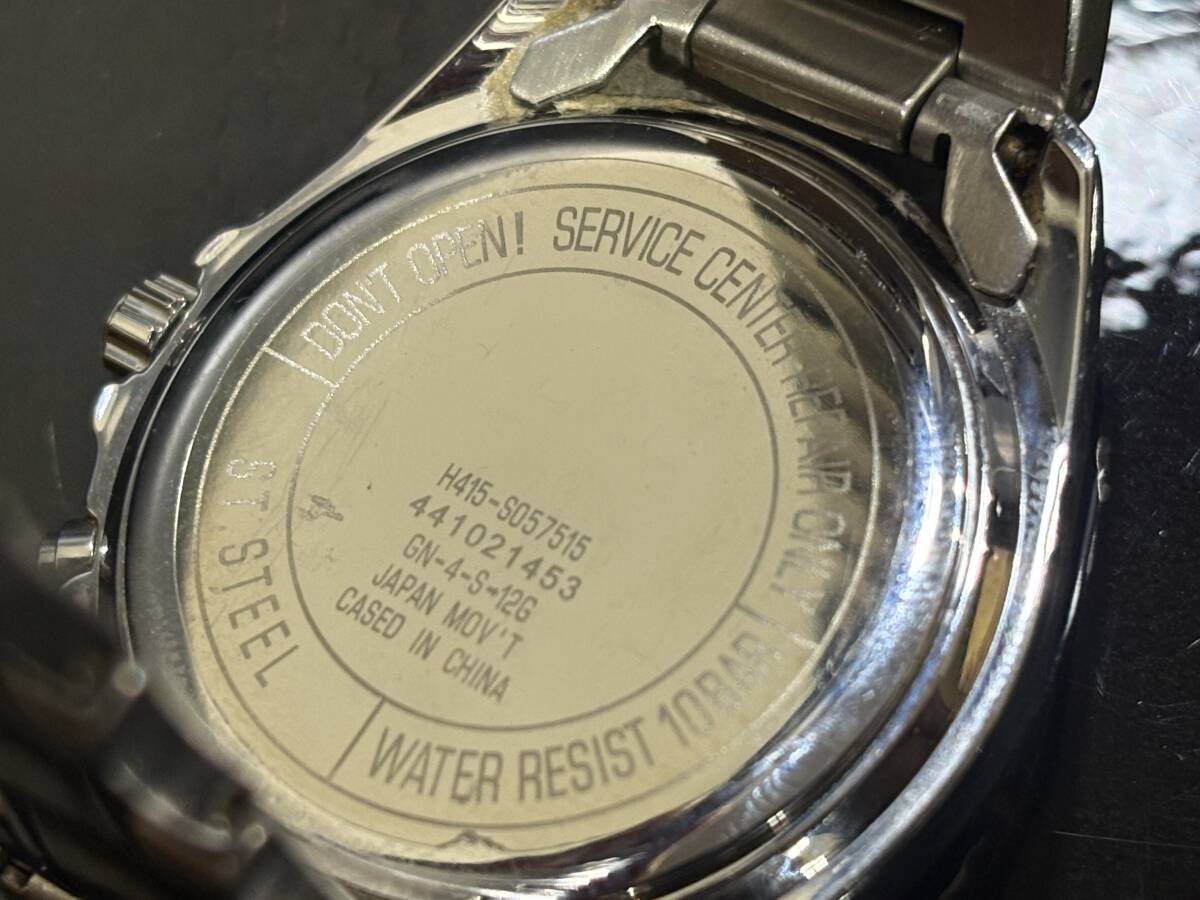 DON'T OPEN! SERVICE CENTER REPAIR ONLY
WATER RESIST 10BAR
ST. STEEL
H415-S057515
441021453
GN-4-S-12G
JAPAN MOV'T
CASED IN CHINA